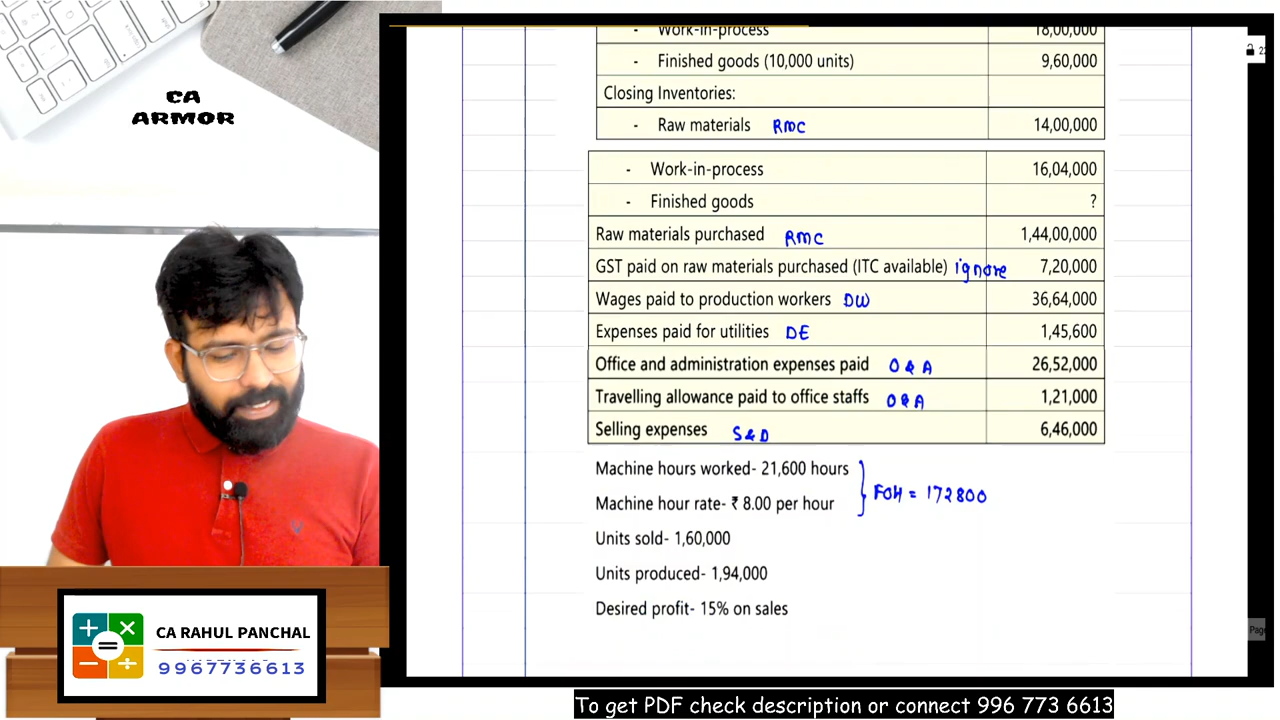 CA
ARMOR
- Work-in-process 18,00,000
- Finished goods (10,000 units) 9,60,000
Closing Inventories:
- Raw materials RMC 14,00,000
- Work-in-process 16,04,000
- Finished goods ?
Raw materials purchased RMC 1,44,00,000
GST paid on raw materials purchased (ITC available) ignore 7,20,000
Wages paid to production workers DW 36,64,000
Expenses paid for utilities DE 1,45,600
Office and administration expenses paid O & A 26,52,000
Travelling allowance paid to office staffs O & A 1,21,000
Selling expenses S & D 6,46,000
Machine hours worked- 21,600 hours
Machine hour rate- ₹ 8.00 per hour
FOH = 172800
Units sold- 1,60,000
Units produced- 1,94,000
Desired profit- 15% on sales
CA RAHUL PANCHAL
9967736613
To get PDF check description or connect 996 773 6613